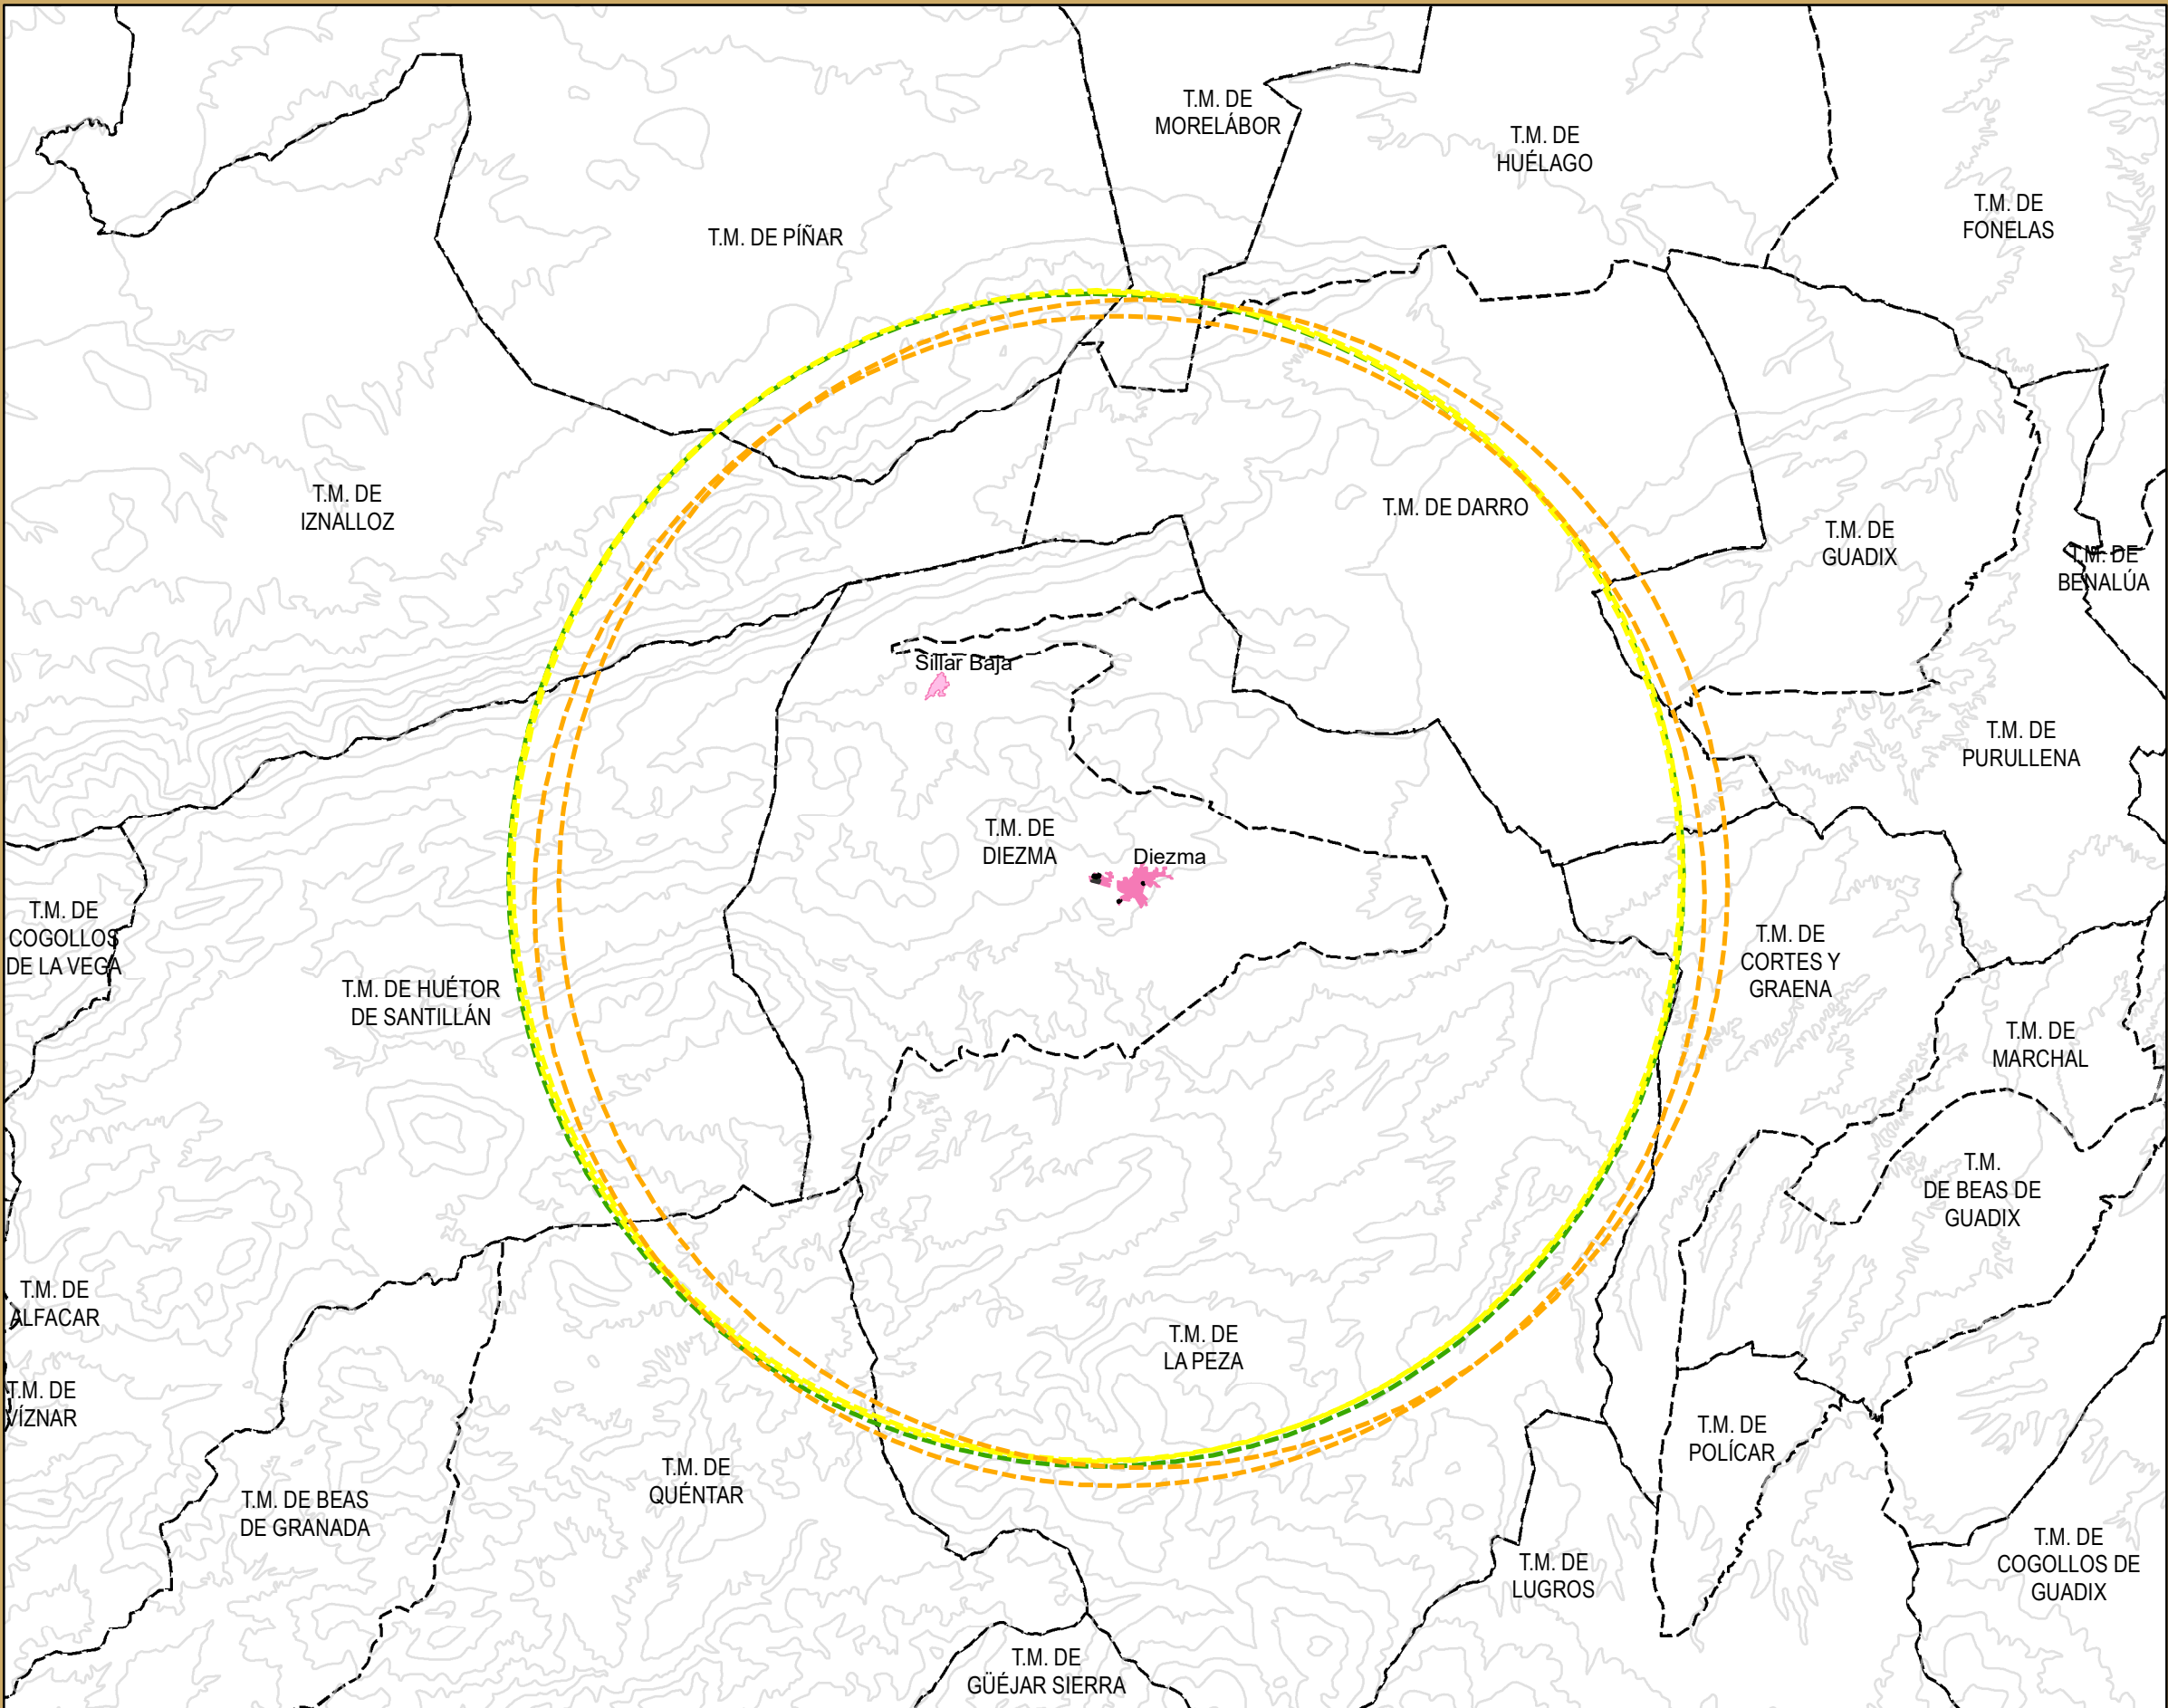 T.M. DE
MORELÁBOR
T.M. DE
HUÉLAGO
T.M. DE
FONELAS
T.M. DE PÍÑAR
T.M. DE
IZNALLOZ
T.M. DE DARRO
T.M. DE
GUADIX
T.M. DE
BENALÚA
Sillar Baja
T.M. DE
PURULLENA
T.M. DE
DIEZMA
Diezma
T.M. DE
COGOLLOS
DE LA VEGA
T.M. DE HUÉTOR
DE SANTILLÁN
T.M. DE
CORTES Y
GRAENA
T.M. DE
MARCHAL
T.M.
DE BEAS DE
GUADIX
T.M. DE
ALFACAR
T.M. DE
LA PEZA
T.M. DE
VÍZNAR
T.M. DE
POLÍCAR
T.M. DE
QUÉNTAR
T.M. DE BEAS
DE GRANADA
T.M. DE
LUGROS
T.M. DE
COGOLLOS DE
GUADIX
T.M. DE
GÜÉJAR SIERRA